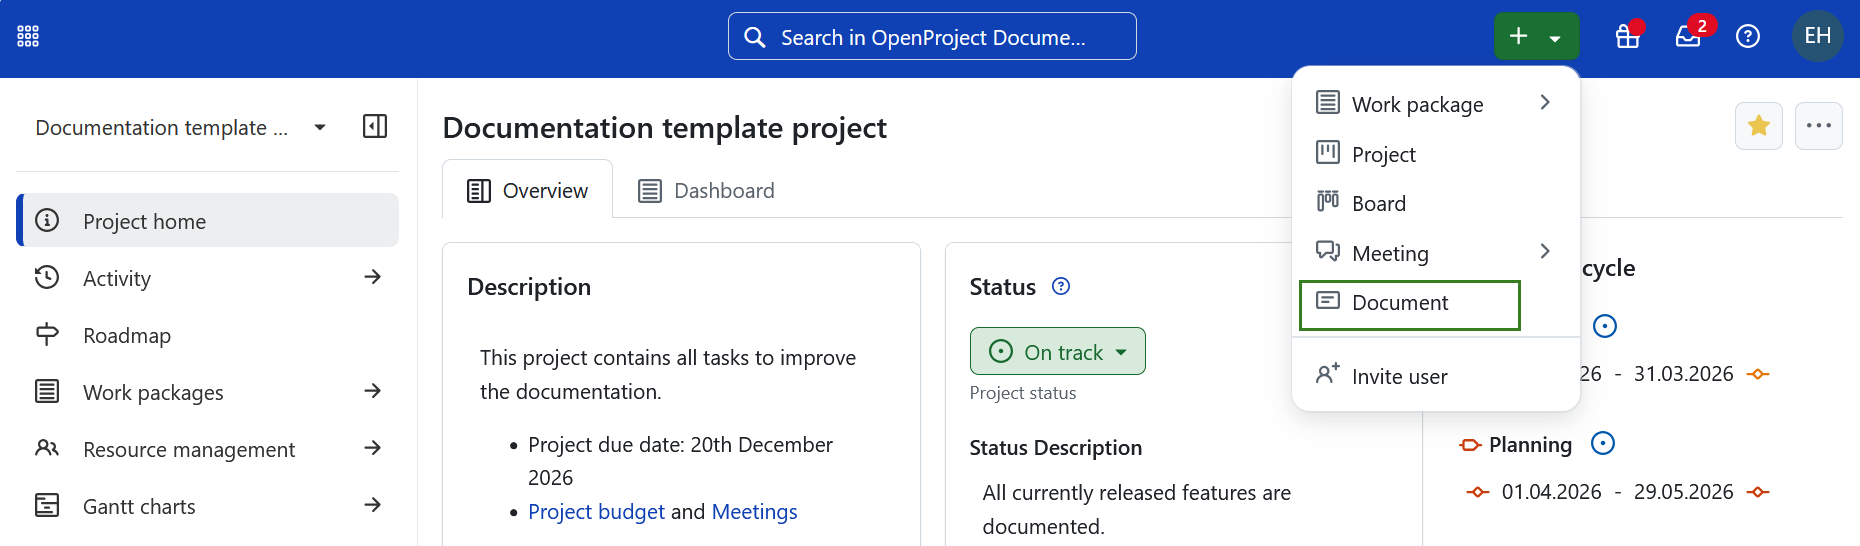 Search in OpenProject Docume...
2
EH
Documentation template ...
Project home
Activity
Roadmap
Work packages
Resource management
Gantt charts
Documentation template project
Overview
Dashboard
Description
This project contains all tasks to improve
the documentation.
Project due date: 20th December
2026
Project budget and Meetings
Status
On track
Project status
Status Description
All currently released features are
documented.
Work package
Project
Board
Meeting
Document
Invite user
cycle
26 - 31.03.2026
Planning
01.04.2026 - 29.05.2026